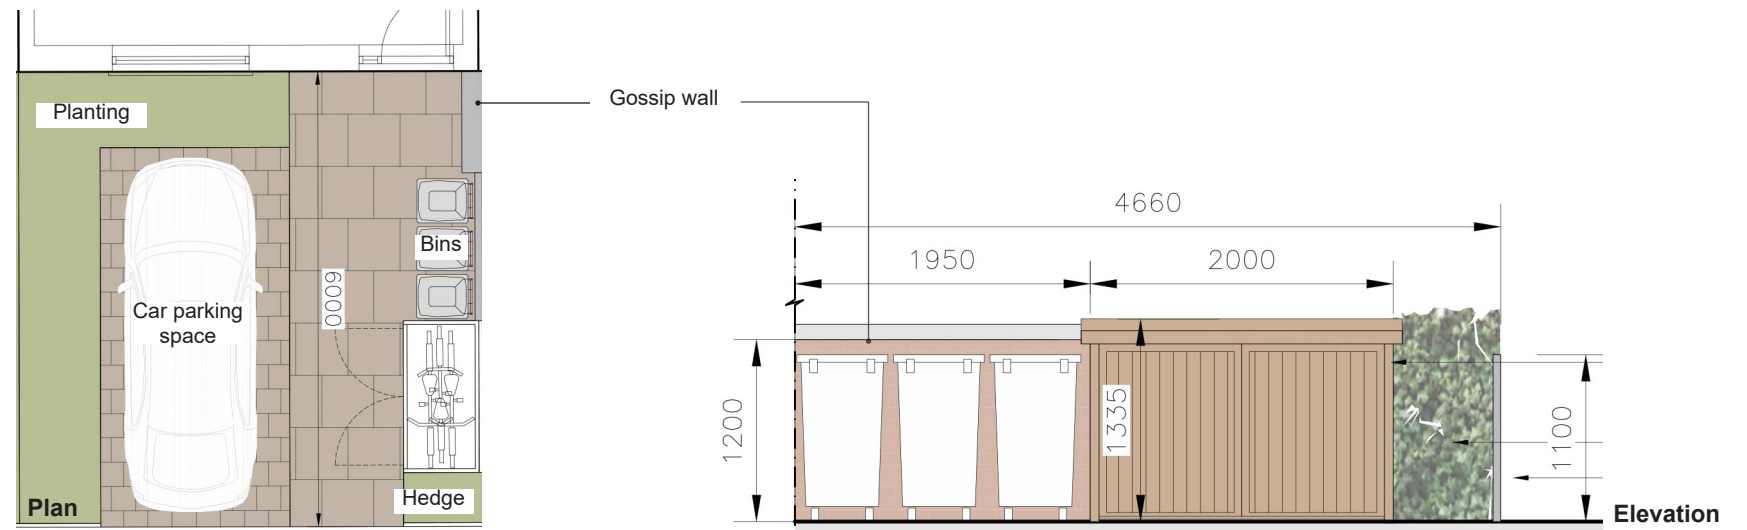 Planting
Gossip wall
Bins
6000
Car parking
space
Hedge
Plan
4660
1950
2000
1200
1335
1100
Elevation